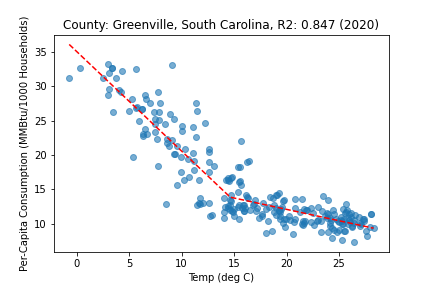 County: Greenville, South Carolina, R2: 0.847 (2020)
Per-Capita Consumption (MMBtu/1000 Households)
35
30
25
20
15
10
0 5 10 15 20 25
Temp (deg C)